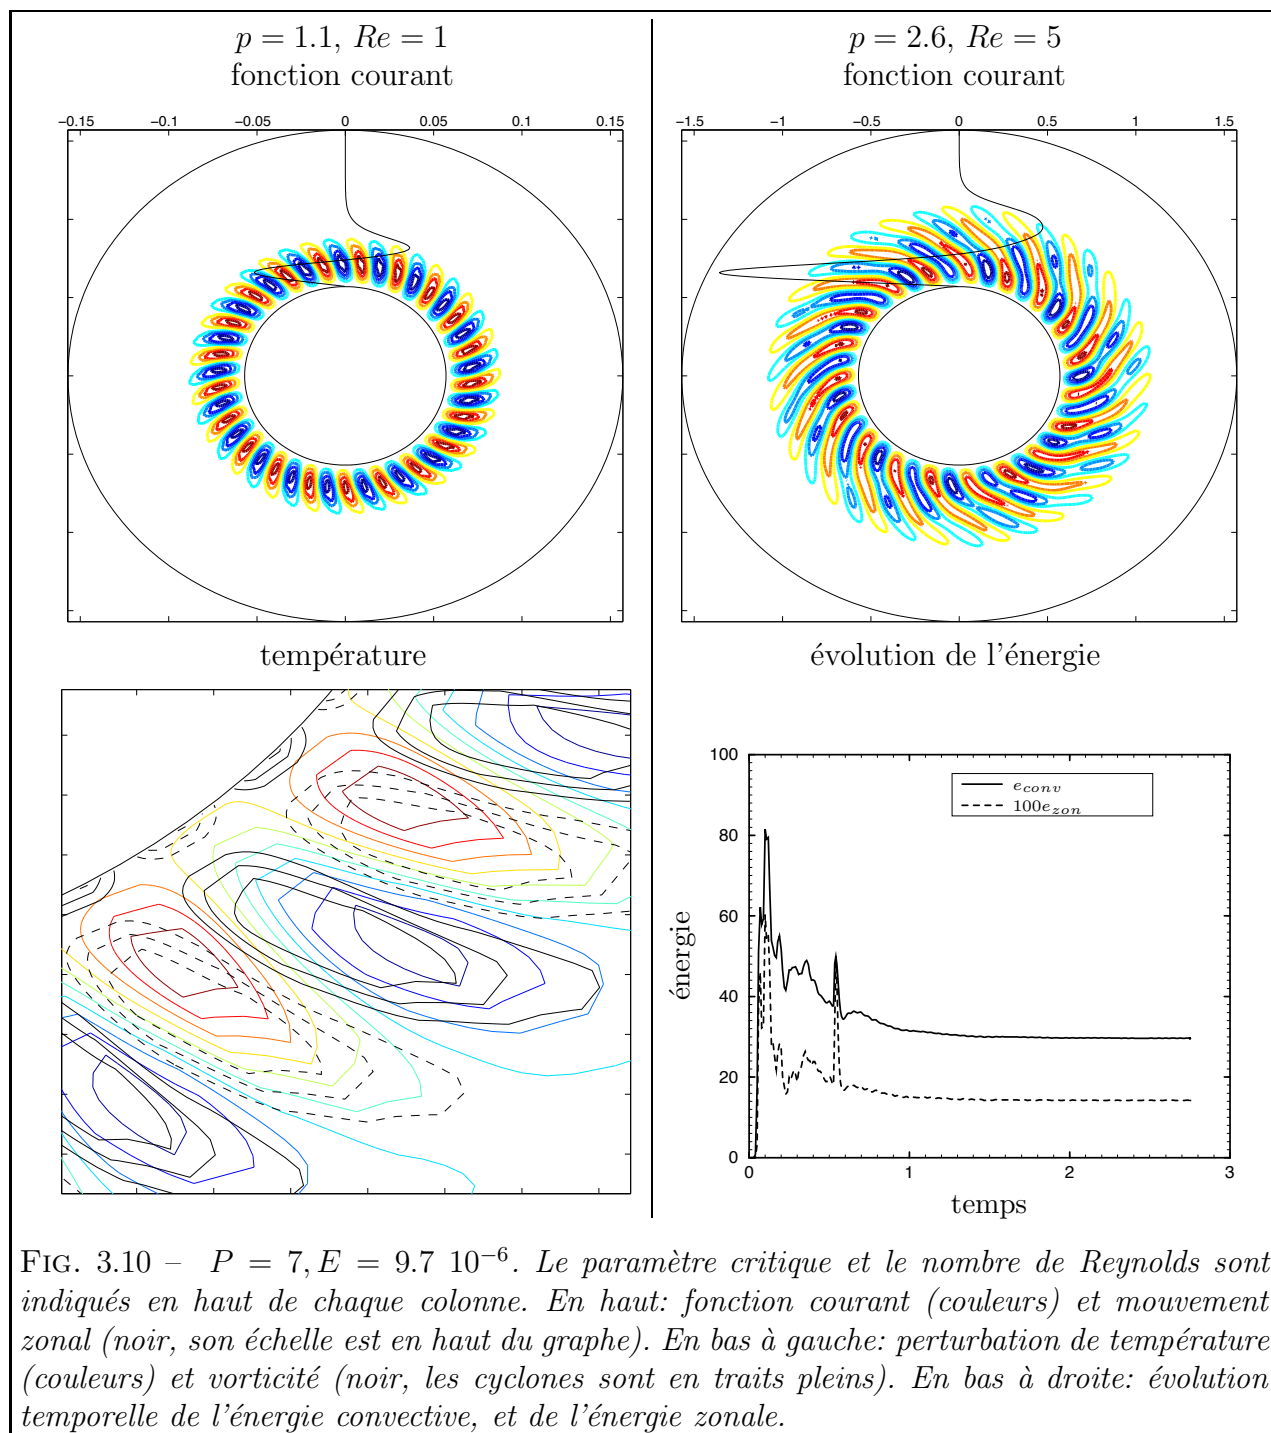 p = 1.1, Re = 1
fonction courant
−0.15 −0.1 −0.05 0 0.05 0.1 0.15
p = 2.6, Re = 5
fonction courant
−1.5 −1 −0.5 0 0.5 1 1.5
température
évolution de l'énergie
100
80
60
40
20
0
énergie
e_{conv}
100e_{zon}
0 1 2 3
temps
FIG. 3.10 – P = 7, E = 9.7 10^{−6}. Le paramètre critique et le nombre de Reynolds sont
indiqués en haut de chaque colonne. En haut: fonction courant (couleurs) et mouvement
zonal (noir, son échelle est en haut du graphe). En bas à gauche: perturbation de température
(couleurs) et vorticité (noir, les cyclones sont en traits pleins). En bas à droite: évolution
temporelle de l'énergie convective, et de l'énergie zonale.